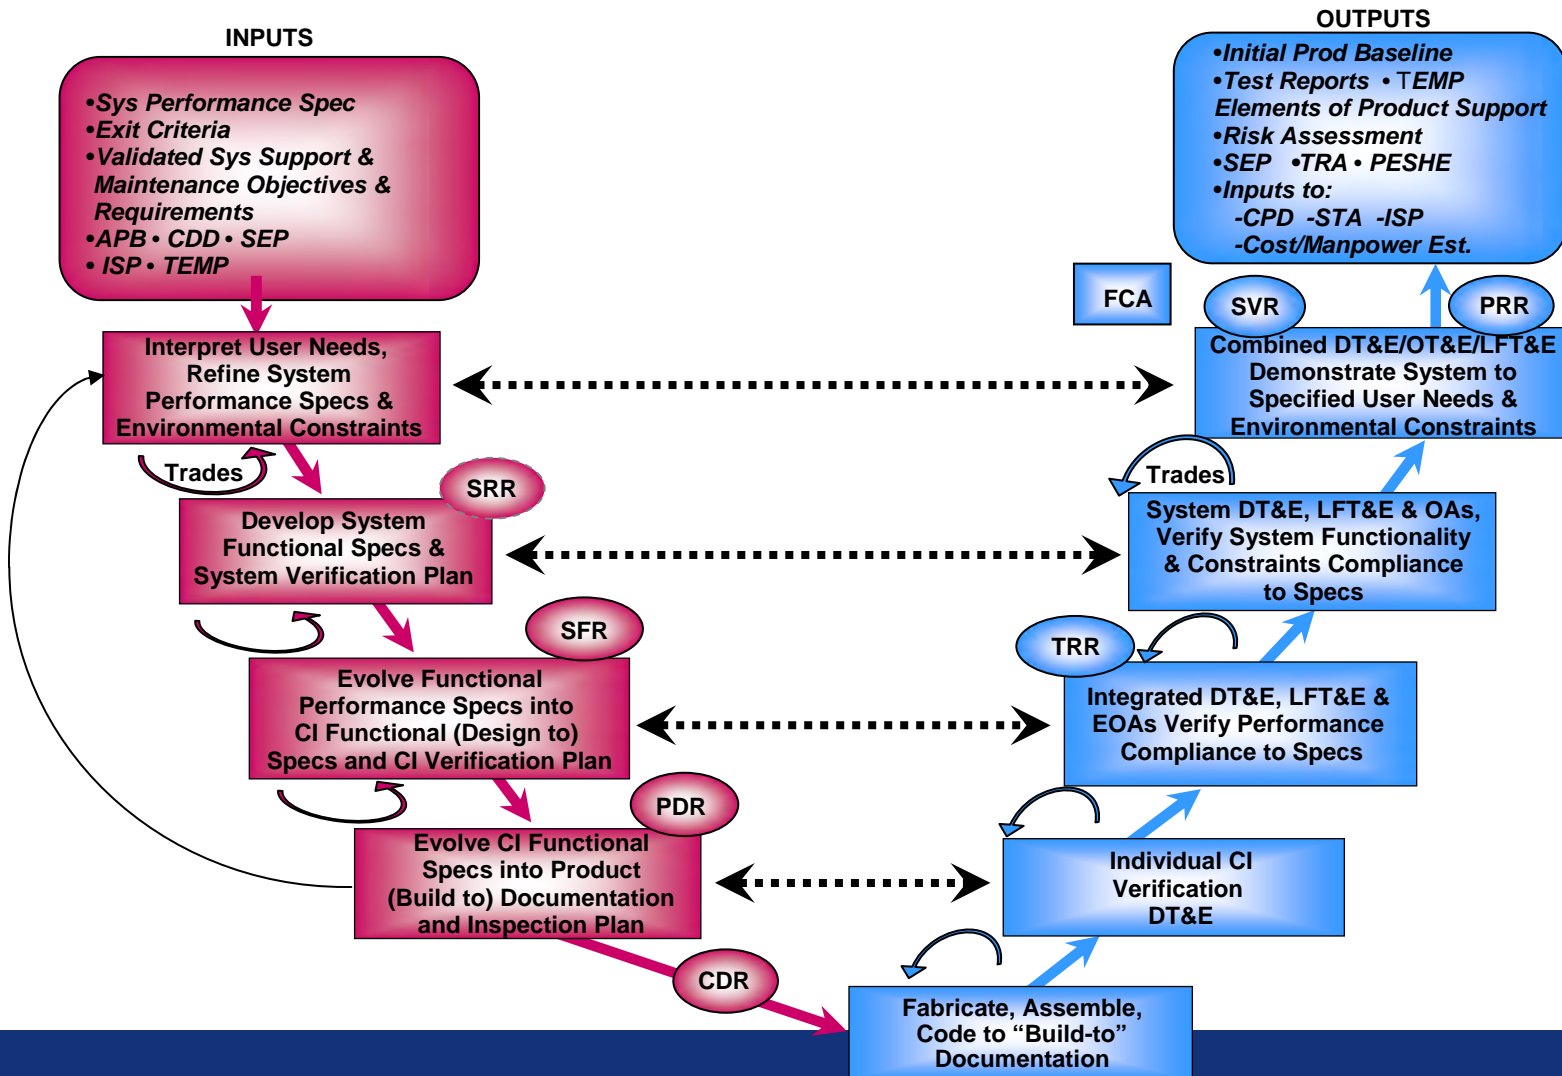 INPUTS
•Sys Performance Spec
•Exit Criteria
•Validated Sys Support &
Maintenance Objectives &
Requirements
•APB • CDD • SEP
• ISP • TEMP
OUTPUTS
•Initial Prod Baseline
•Test Reports • TEMP
Elements of Product Support
•Risk Assessment
•SEP •TRA • PESHE
•Inputs to:
-CPD -STA -ISP
-Cost/Manpower Est.
FCA
SVR
PRR
Interpret User Needs,
Refine System
Performance Specs &
Environmental Constraints
Combined DT&E/OT&E/LFT&E
Demonstrate System to
Specified User Needs &
Environmental Constraints
Trades
SRR
Trades
Develop System
Functional Specs &
System Verification Plan
System DT&E, LFT&E & OAs,
Verify System Functionality
& Constraints Compliance
to Specs
SFR
TRR
Evolve Functional
Performance Specs into
CI Functional (Design to)
Specs and CI Verification Plan
Integrated DT&E, LFT&E &
EOAs Verify Performance
Compliance to Specs
PDR
Evolve CI Functional
Specs into Product
(Build to) Documentation
and Inspection Plan
Individual CI
Verification
DT&E
CDR
Fabricate, Assemble,
Code to “Build-to”
Documentation